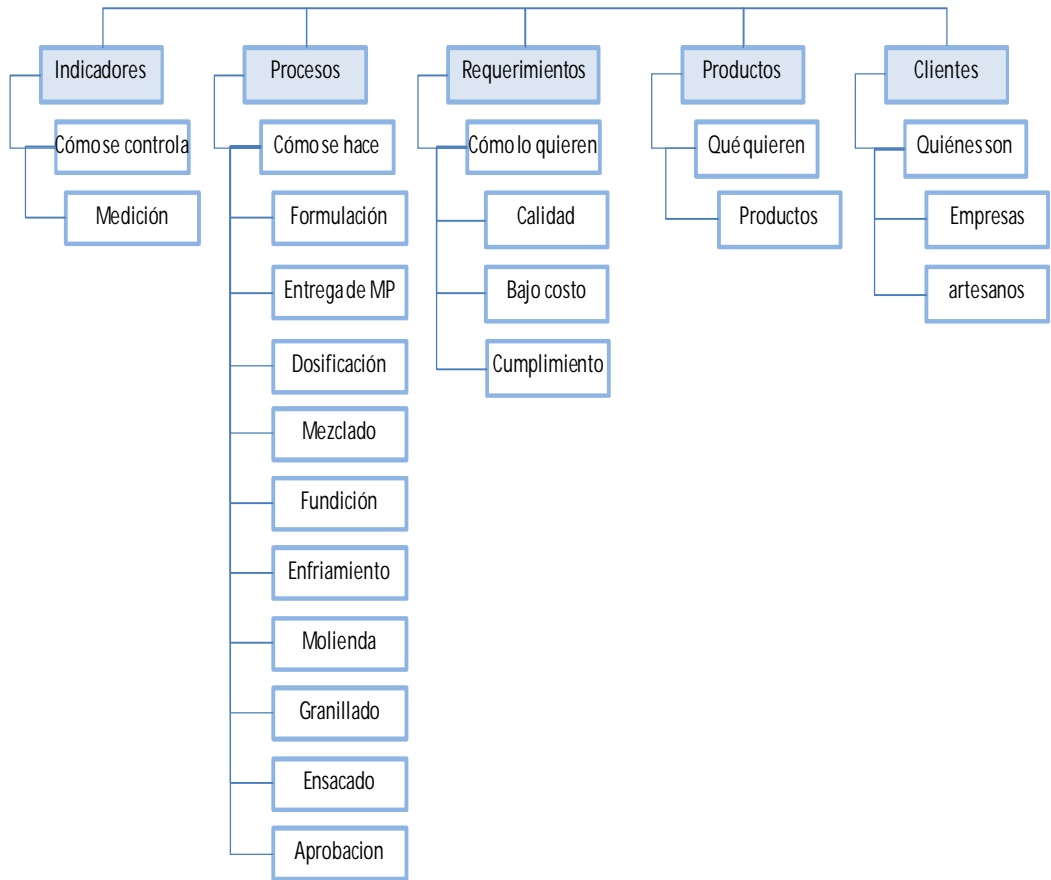 Indicadores
Cómo se controla
Medición
Procesos
Cómo se hace
Formulación
Entrega de MP
Dosificación
Mezclado
Fundición
Enfriamiento
Molienda
Granillado
Ensacado
Aprobacion
Requerimientos
Cómo lo quieren
Calidad
Bajo costo
Cumplimiento
Productos
Qué quieren
Productos
Clientes
Quiénes son
Empresas
artesanos